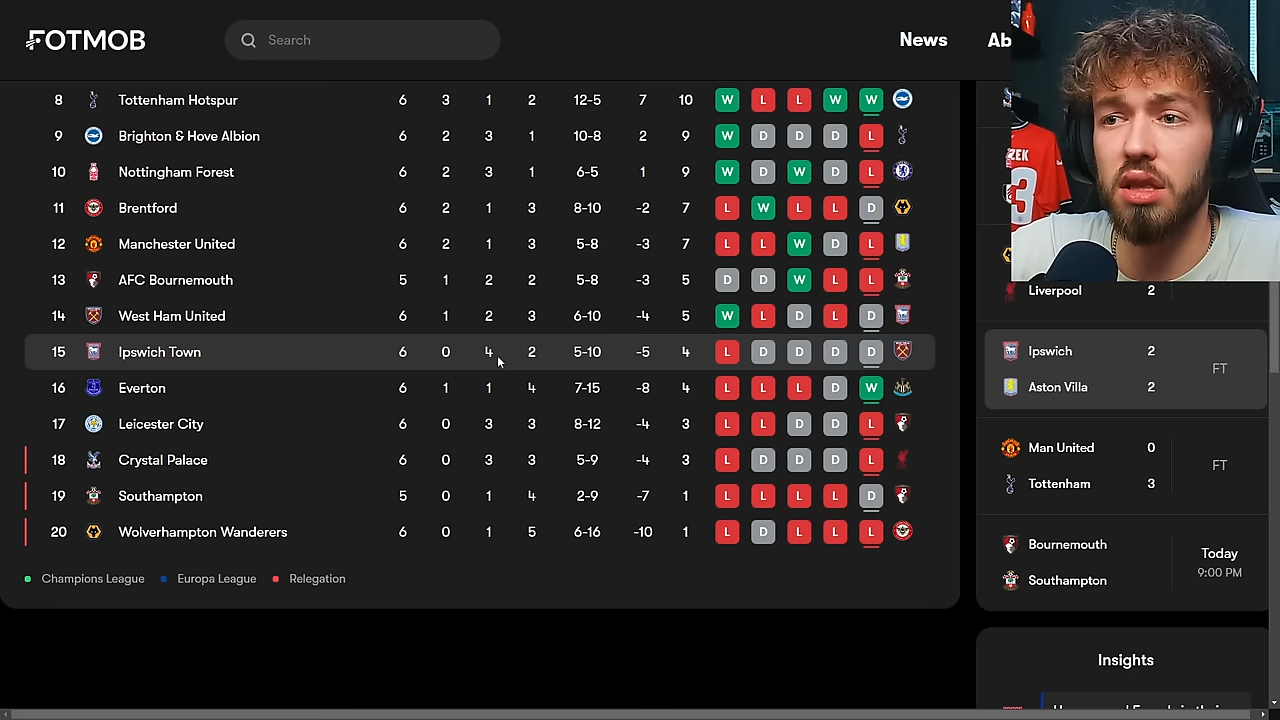 FOTMOB Search News Ab
8 Tottenham Hotspur 6 3 1 2 12-5 7 10 W L L W W
9 Brighton & Hove Albion 6 2 3 1 10-8 2 9 W D D D L
10 Nottingham Forest 6 2 3 1 6-5 1 9 W D W D L
11 Brentford 6 2 1 3 8-10 -2 7 L W L L D
12 Manchester United 6 2 1 3 5-8 -3 7 L L W D L
13 AFC Bournemouth 5 1 2 2 5-8 -3 5 D D W L L
14 West Ham United 6 1 2 3 6-10 -4 5 W L D L D
15 Ipswich Town 6 0 4 2 5-10 -5 4 L D D D D
16 Everton 6 1 1 4 7-15 -8 4 L L L D W
17 Leicester City 6 0 3 3 8-12 -4 3 L L D D L
18 Crystal Palace 6 0 3 3 5-9 -4 3 L D D D L
19 Southampton 5 0 1 4 2-9 -7 1 L L L L D
20 Wolverhampton Wanderers 6 0 1 5 6-16 -10 1 L D L L L
Champions League Europa League Relegation
ZEK
3
Liverpool 2
Ipswich 2
FT
Aston Villa 2
Man United 0
FT
Tottenham 3
Bournemouth
Today
9:00 PM
Southampton
Insights